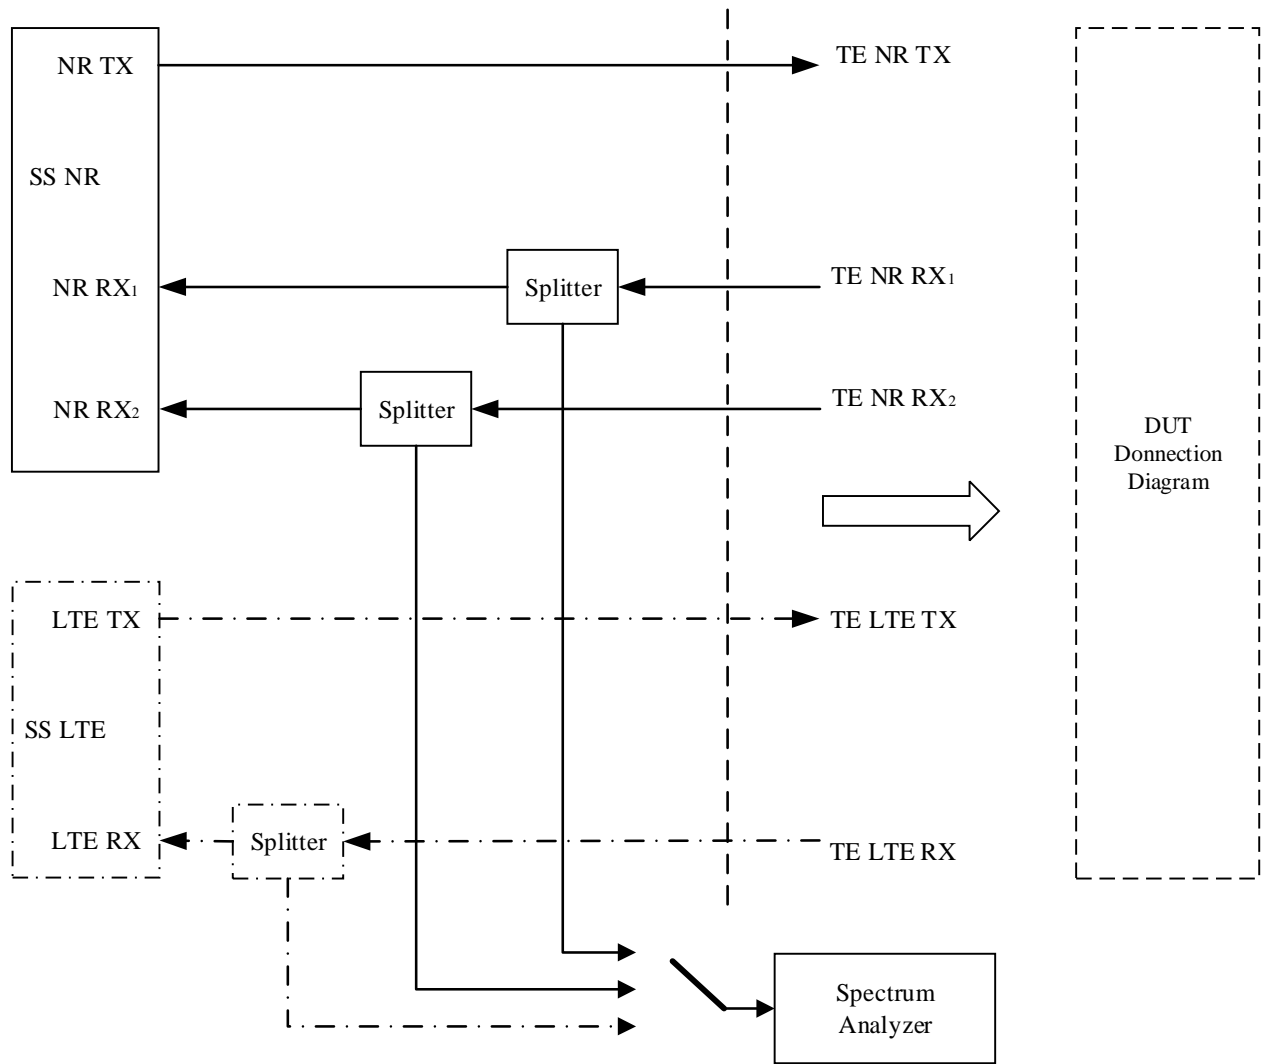 NR TX
TE NR TX
SS NR
NR RX1
Splitter
TE NR RX1
NR RX2
Splitter
TE NR RX2
DUT
Donnection
Diagram
LTE TX
TE LTE TX
SS LTE
LTE RX
Splitter
TE LTE RX
Spectrum
Analyzer